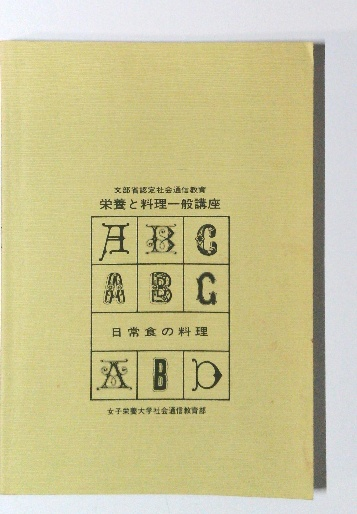 文部省認定社会通信教育
栄養と料理一般講座
A B C
A B C
日常食の料理
A B D
女子栄養大学社会通信教育部